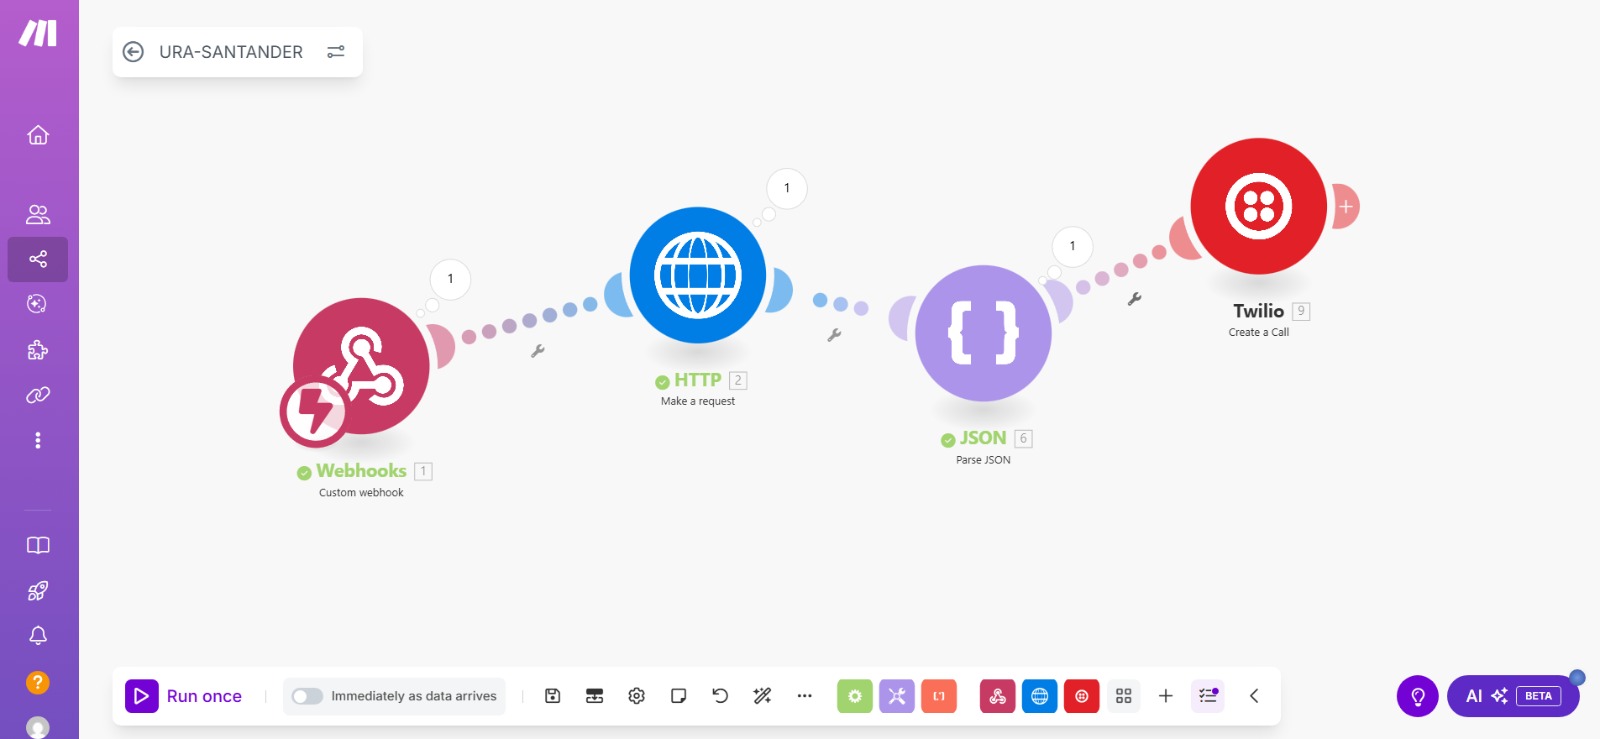 URA-SANTANDER
1
Webhooks 1
Custom webhook
1
HTTP 2
Make a request
1
JSON 6
Parse JSON
Twilio 9
Create a Call
?
Run once
Immediately as data arrives
AI BETA